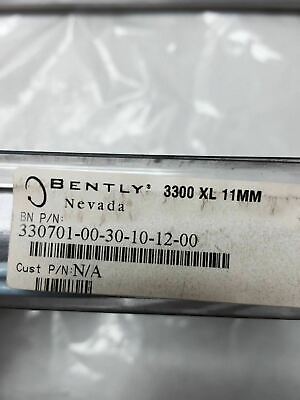 BENTLY® 3300 XL 11MM
Nevada
BN P/N:
330701-00-30-10-12-00
Cust P/N:N/A